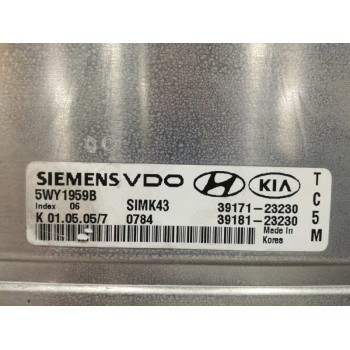 SIEMENS VDO KIA
5WY1959B
Index 06 SIMK43 39171-23230
K 01.05.05/7 0784 39181-23230
Made in
Korea
T
C
5
M